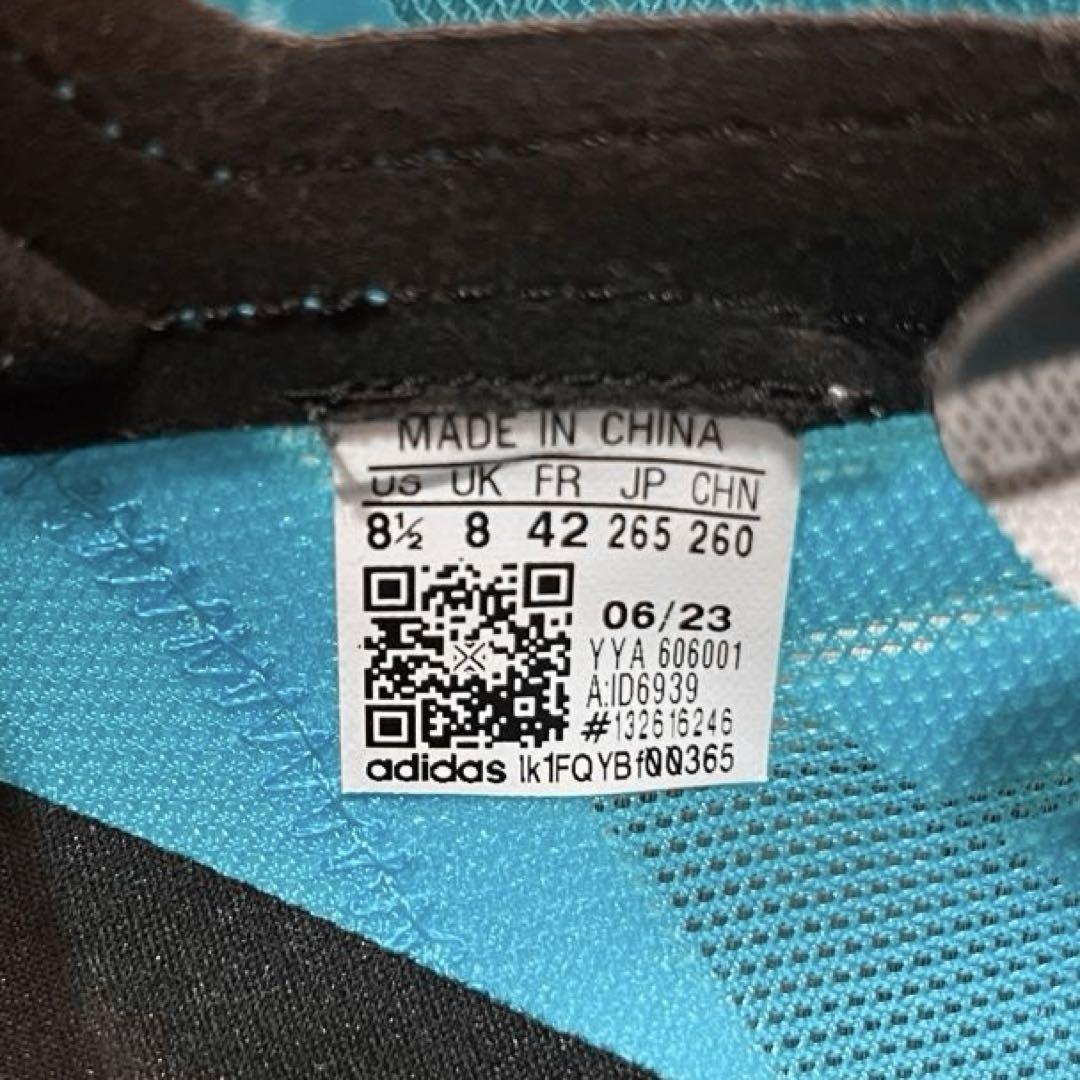 MADE IN CHINA
US UK FR JP CHN
8½ 8 42 265 260
06/23
YYA 606001
A:ID6939
#132616246
adidas lk1FQYBf00365